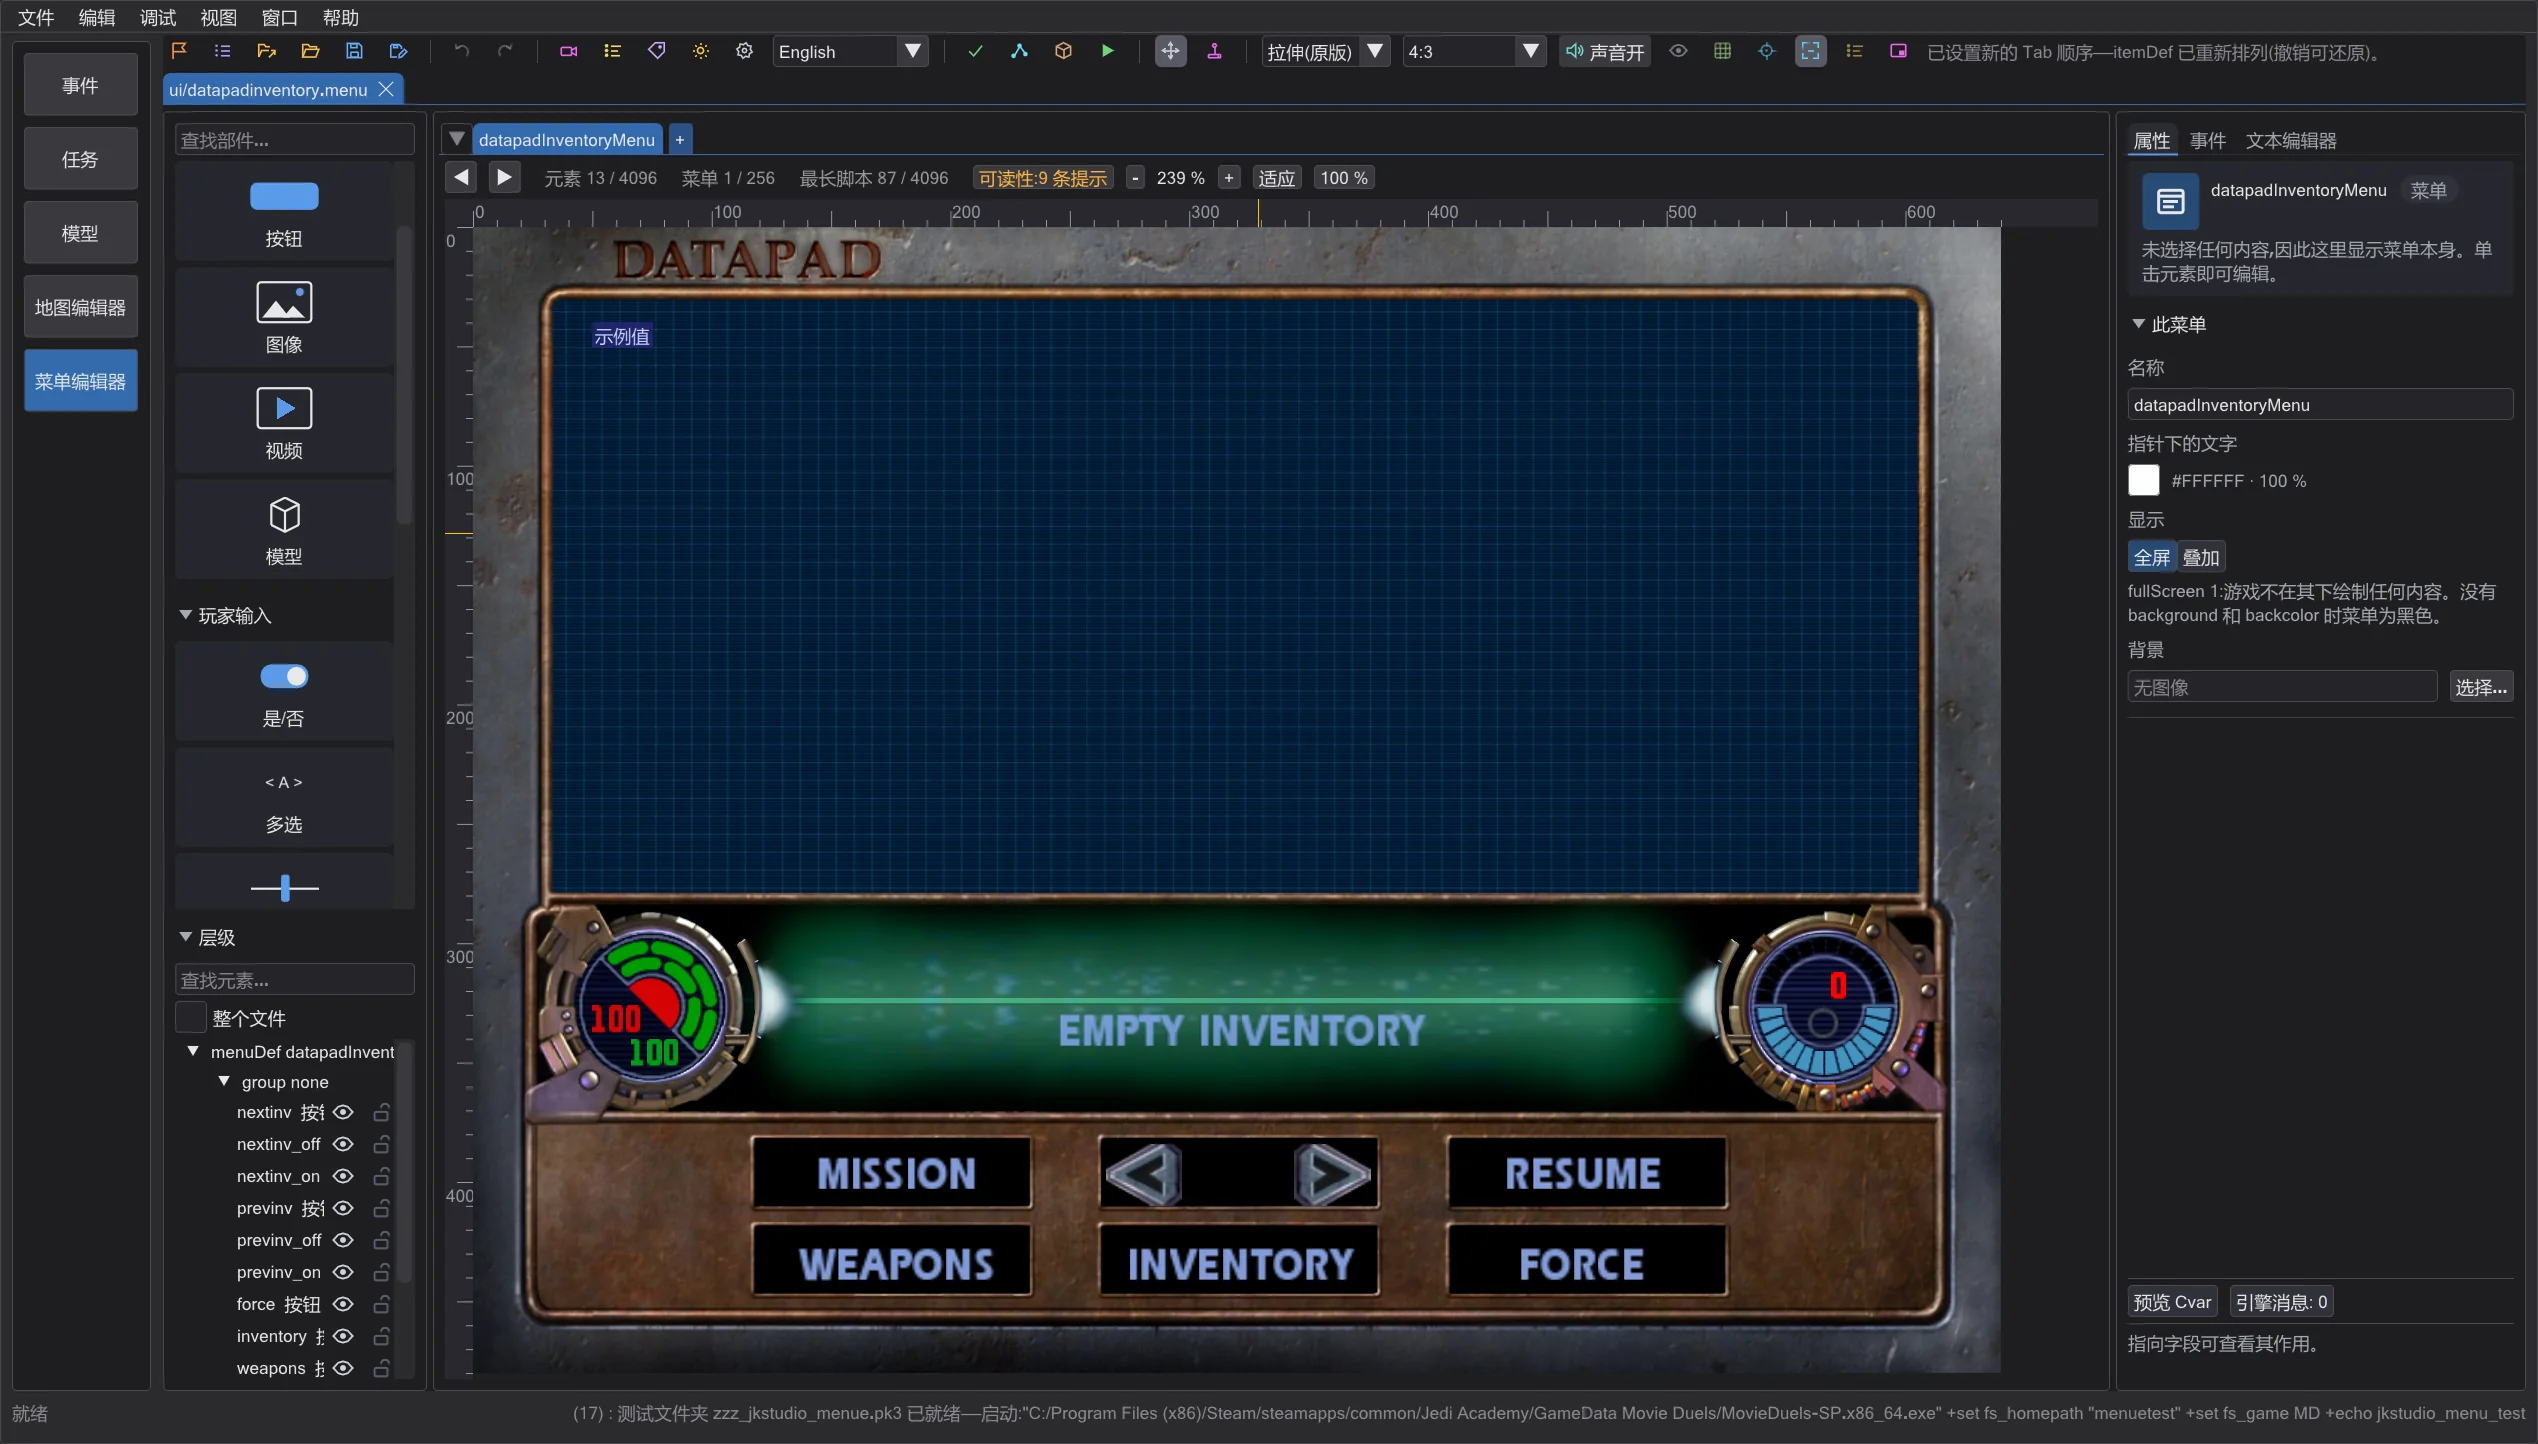 文件 编辑 调试 视图 窗口 帮助
English
拉伸(原版)
4:3
声音开
已设置新的 Tab 顺序—itemDef 已重新排列(撤销可还原)。
事件
任务
模型
地图编辑器
菜单编辑器
ui/datapadinventory.menu
查找部件...
按钮
图像
视频
模型
玩家输入
是/否
< A >
多选
层级
查找元素...
整个文件
menuDef datapadInvent
group none
nextinv 按
nextinv_off
nextinv_on
previnv 按
previnv_off
previnv_on
force 按钮
inventory
weapons
datapadInventoryMenu
+
元素 13 / 4096 菜单 1 / 256 最长脚本 87 / 4096 可读性:9 条提示 - 239 % + 适应 100 %
0 100 200 300 400 500 600
0
100
200
300
400
DATAPAD
示例值
100
100
EMPTY INVENTORY
0
MISSION
RESUME
WEAPONS
INVENTORY
FORCE
属性 事件 文本编辑器
datapadInventoryMenu 菜单
未选择任何内容,因此这里显示菜单本身。单
击元素即可编辑。
此菜单
名称
datapadInventoryMenu
指针下的文字
#FFFFFF · 100 %
显示
全屏 叠加
fullScreen 1:游戏不在其下绘制任何内容。没有
background 和 backcolor 时菜单为黑色。
背景
无图像 选择...
预览 Cvar 引擎消息: 0
指向字段可查看其作用。
就绪
(17) : 测试文件夹 zzz_jkstudio_menue.pk3 已就绪—启动:"C:/Program Files (x86)/Steam/steamapps/common/Jedi Academy/GameData Movie Duels/MovieDuels-SP.x86_64.exe" +set fs_homepath "menuetest" +set fs_game MD +echo jkstudio_menu_test